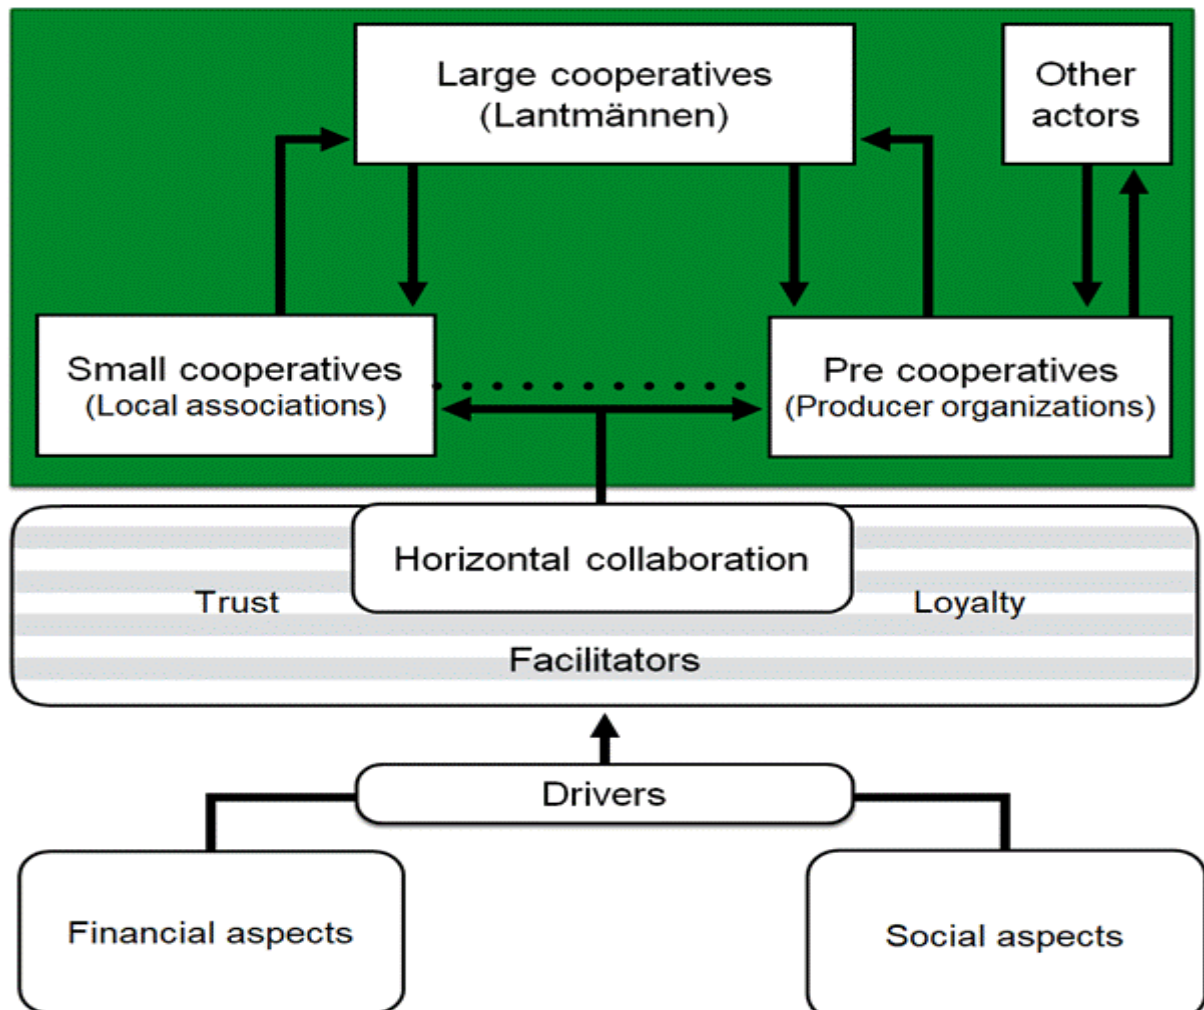 Large cooperatives
(Lantmännen)
Other
actors
Small cooperatives
(Local associations)
Pre cooperatives
(Producer organizations)
Horizontal collaboration
Trust
Loyalty
Facilitators
Drivers
Financial aspects
Social aspects